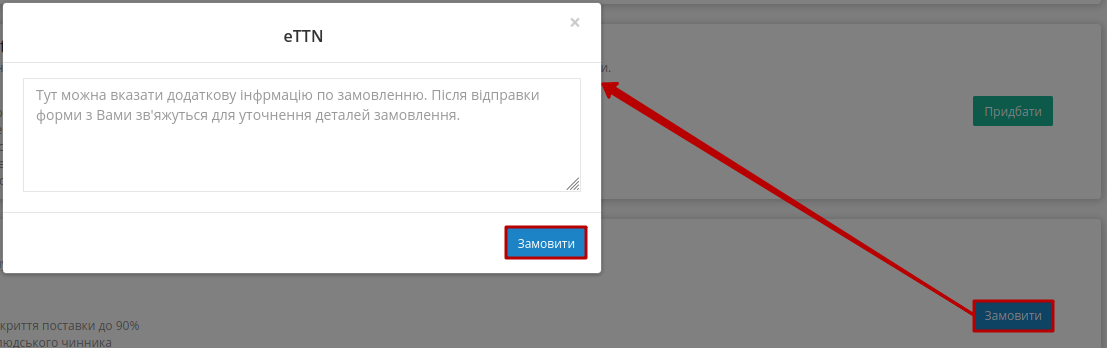 ×
eTTN
и.
Тут можна вказати додаткову інфрмацію по замовленню. Після відправки
форми з Вами зв'яжуться для уточнення деталей замовлення.
Придбати
Замовити
Замовити
криття поставки до 90%
людського чинника